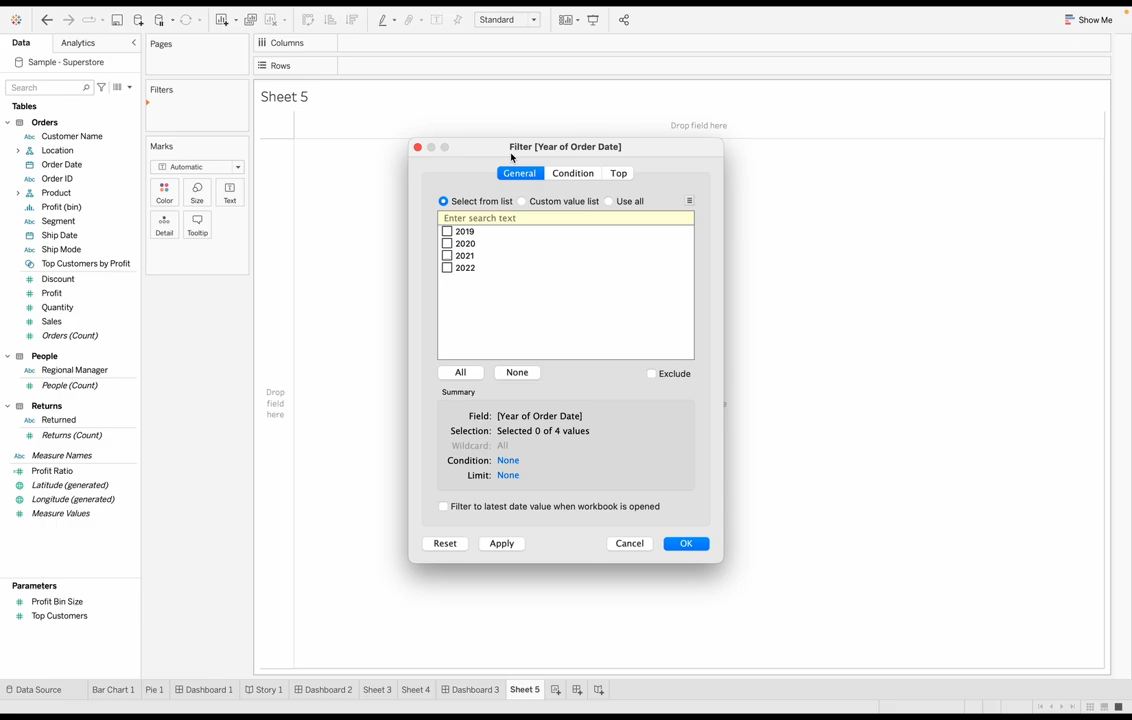 Standard
Show Me
Data
Analytics
Pages
Columns
Rows
Sample - Superstore
Search
Filters
Sheet 5
Tables
Drop field here
Orders
Abc Customer Name
Location
Order Date
Abc Order ID
Product
Profit (bin)
Abc Segment
Ship Date
Abc Ship Mode
Top Customers by Profit
# Discount
# Profit
# Quantity
# Sales
# Orders (Count)
People
Abc Regional Manager
# People (Count)
Returns
Abc Returned
# Returns (Count)
Abc Measure Names
=# Profit Ratio
Latitude (generated)
Longitude (generated)
# Measure Values
Parameters
# Profit Bin Size
# Top Customers
Marks
Automatic
Color
Size
Text
Detail
Tooltip
Drop
field
here
Filter [Year of Order Date]
General
Condition
Top
Select from list
Custom value list
Use all
Enter search text
2019
2020
2021
2022
All
None
Exclude
Summary
Field: [Year of Order Date]
Selection: Selected 0 of 4 values
Wildcard: All
Condition: None
Limit: None
Filter to latest date value when workbook is opened
Reset
Apply
Cancel
OK
Data Source
Bar Chart 1
Pie 1
Dashboard 1
Story 1
Dashboard 2
Sheet 3
Sheet 4
Dashboard 3
Sheet 5